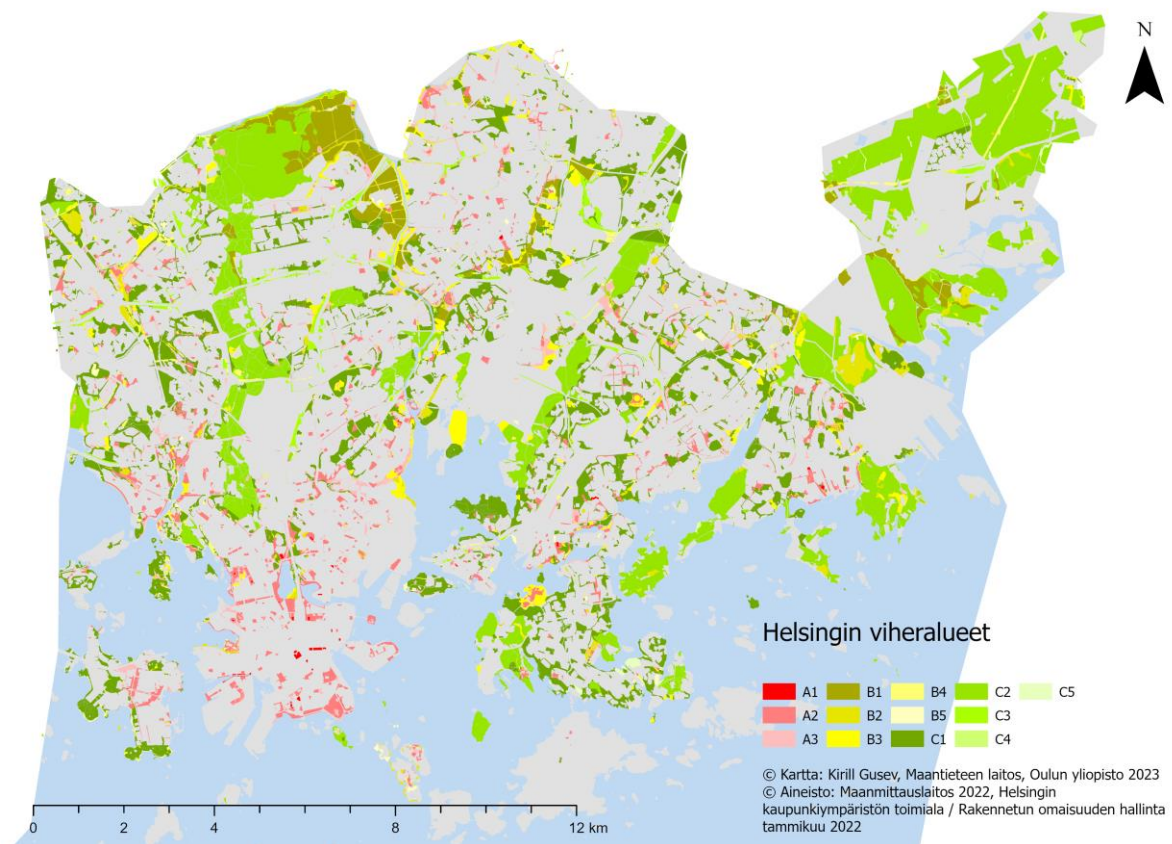 N
Helsingin viheralueet
A1 B1 B4 C2 C5
A2 B2 B5 C3
A3 B3 C1 C4
© Kartta: Kirill Gusev, Maantieteen laitos, Oulun yliopisto 2023
© Aineisto: Maanmittauslaitos 2022, Helsingin
kaupunkiympäristön toimiala / Rakennetun omaisuuden hallinta
tammikuu 2022
0 2 4 8 12 km